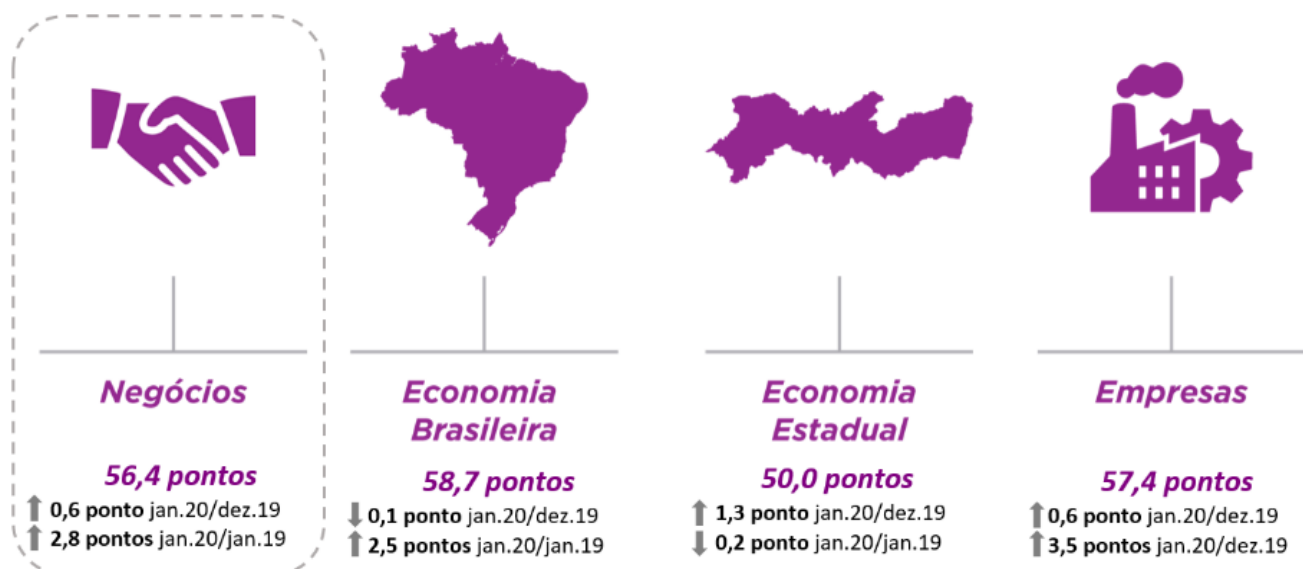 Negócios
56,4 pontos
0,6 ponto jan.20/dez.19
2,8 pontos jan.20/jan.19
Economia
Brasileira
58,7 pontos
0,1 ponto jan.20/dez.19
2,5 pontos jan.20/jan.19
Economia
Estadual
50,0 pontos
1,3 ponto jan.20/dez.19
0,2 ponto jan.20/jan.19
Empresas
57,4 pontos
0,6 ponto jan.20/dez.19
3,5 pontos jan.20/dez.19